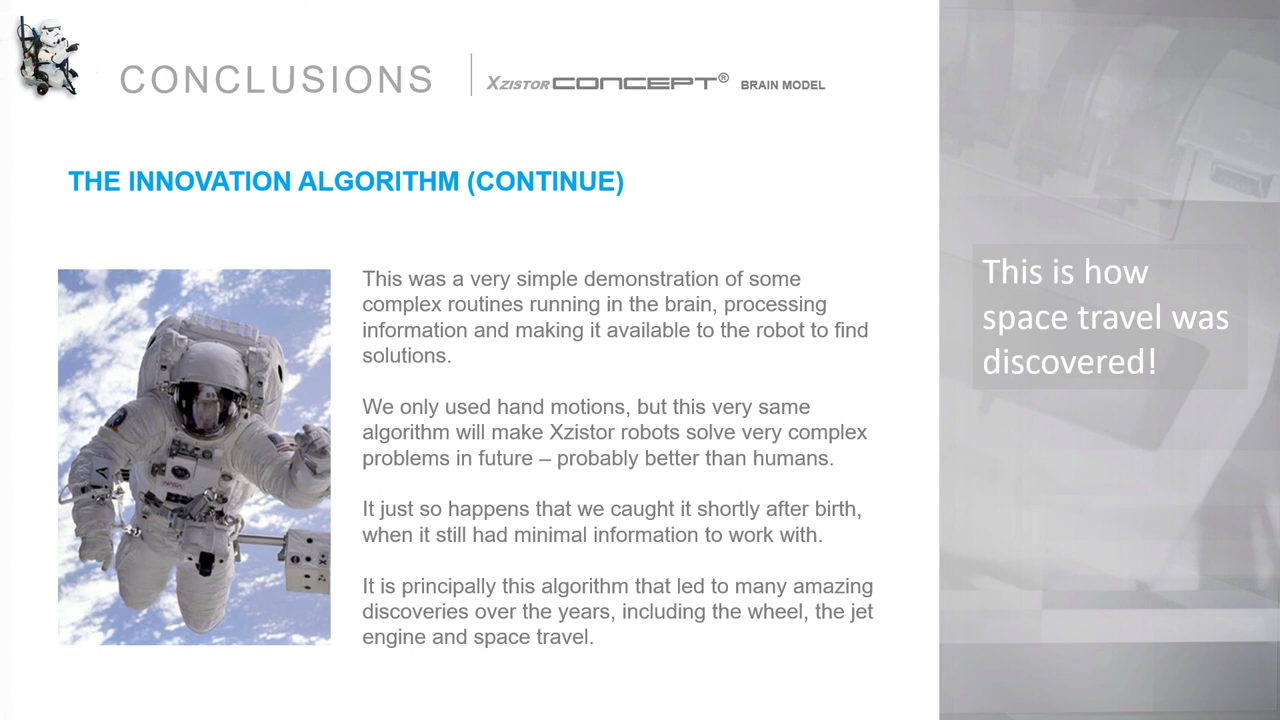 CONCLUSIONS
XZISTOR CONCEPT® BRAIN MODEL
THE INNOVATION ALGORITHM (CONTINUE)
This was a very simple demonstration of some
complex routines running in the brain, processing
information and making it available to the robot to find
solutions.
We only used hand motions, but this very same
algorithm will make Xzistor robots solve very complex
problems in future – probably better than humans.
It just so happens that we caught it shortly after birth,
when it still had minimal information to work with.
It is principally this algorithm that led to many amazing
discoveries over the years, including the wheel, the jet
engine and space travel.
This is how
space travel was
discovered!